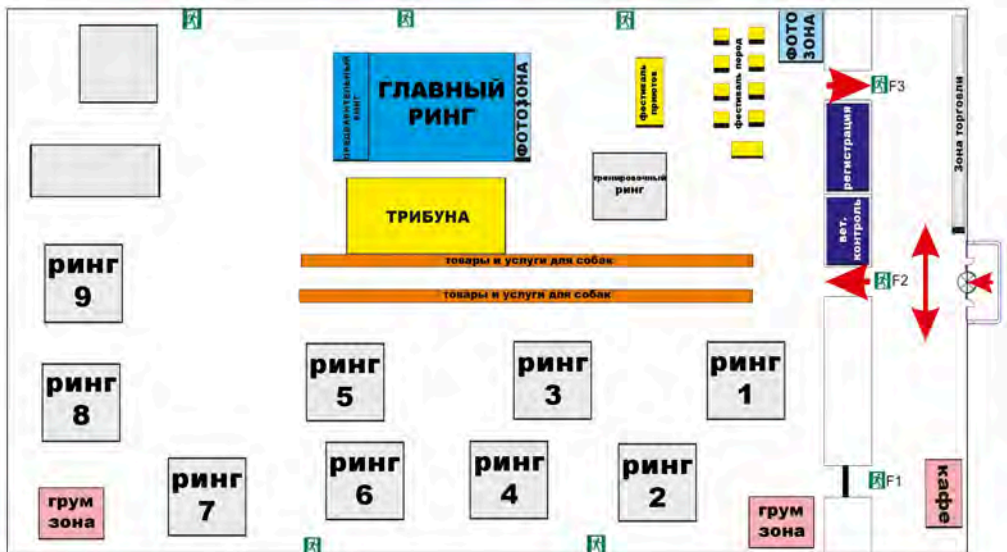 ПРЕДВАРИТЕЛЬНЫЙ
РИНГ
ГЛАВНЫЙ
РИНГ
ФОТОЗОНА
фестиваль
приютов
фестиваль пород
ФОТО
ЗОНА
F3
зона торговли
регистрация
тренировочный
ринг
вет.
контроль
ТРИБУНА
товары и услуги для собак
F2
товары и услуги для собак
ринг
9
ринг
8
ринг
5
ринг
3
ринг
1
ринг
7
ринг
6
ринг
4
ринг
2
грум
зона
грум
зона
F1
кафе